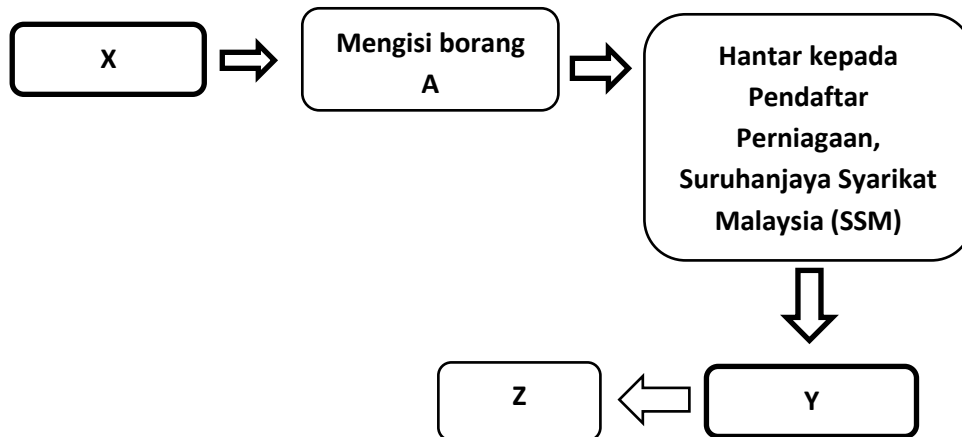 X
Mengisi borang
A
Hantar kepada
Pendaftar
Perniagaan,
Suruhanjaya Syarikat
Malaysia (SSM)
Y
Z